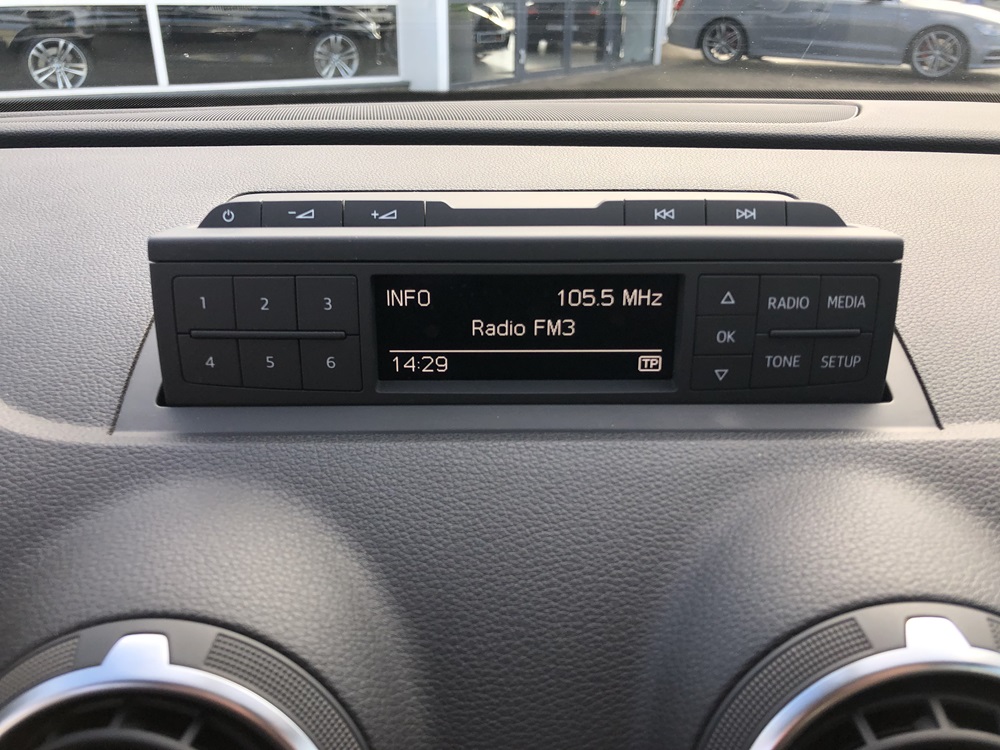 1 2 3
4 5 6
INFO 105.5 MHz
Radio FM3
14:29 TP
OK
RADIO MEDIA
TONE SETUP